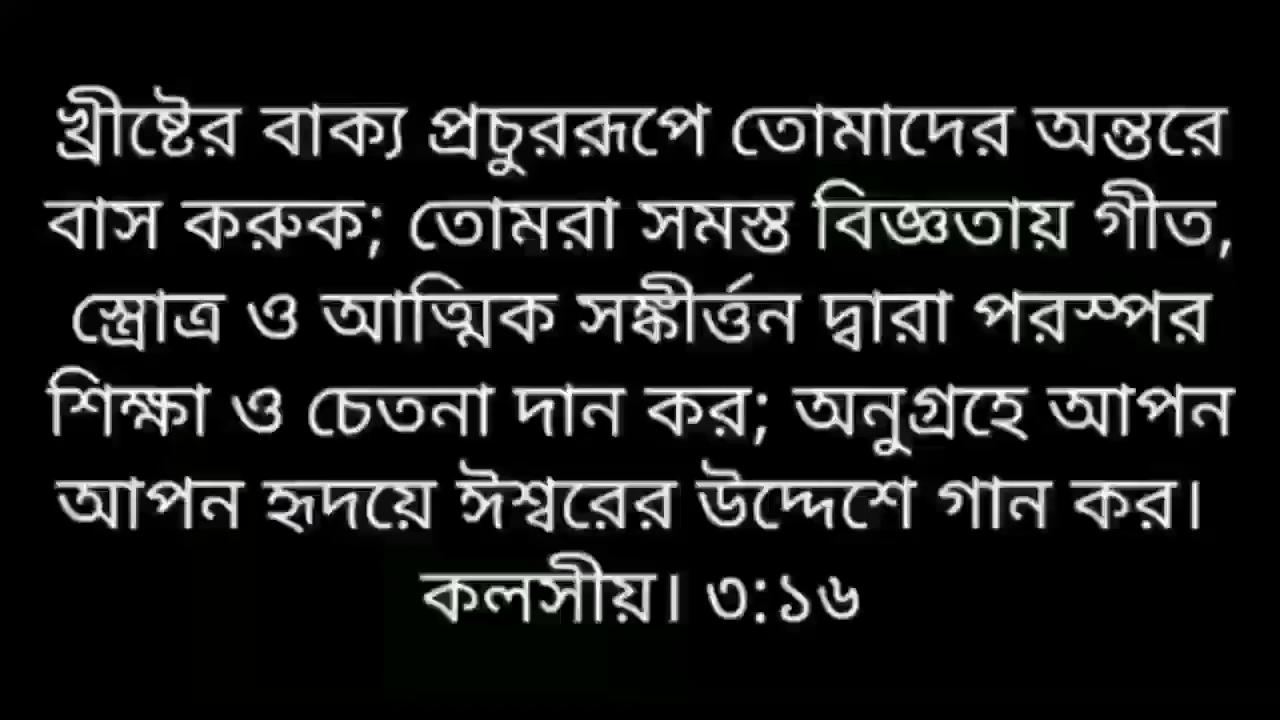 খ্রীষ্টের বাক্য প্রচুররূপে তোমাদের অন্তরে
বাস করুক; তোমরা সমস্ত বিজ্ঞতায় গীত,
স্ত্রোত্র ও আত্মিক সঙ্কীর্ত্তন দ্বারা পরস্পর
শিক্ষা ও চেতনা দান কর; অনুগ্রহে আপন
আপন হৃদয়ে ঈশ্বরের উদ্দেশে গান কর।
কলসীয়। ৩:১৬